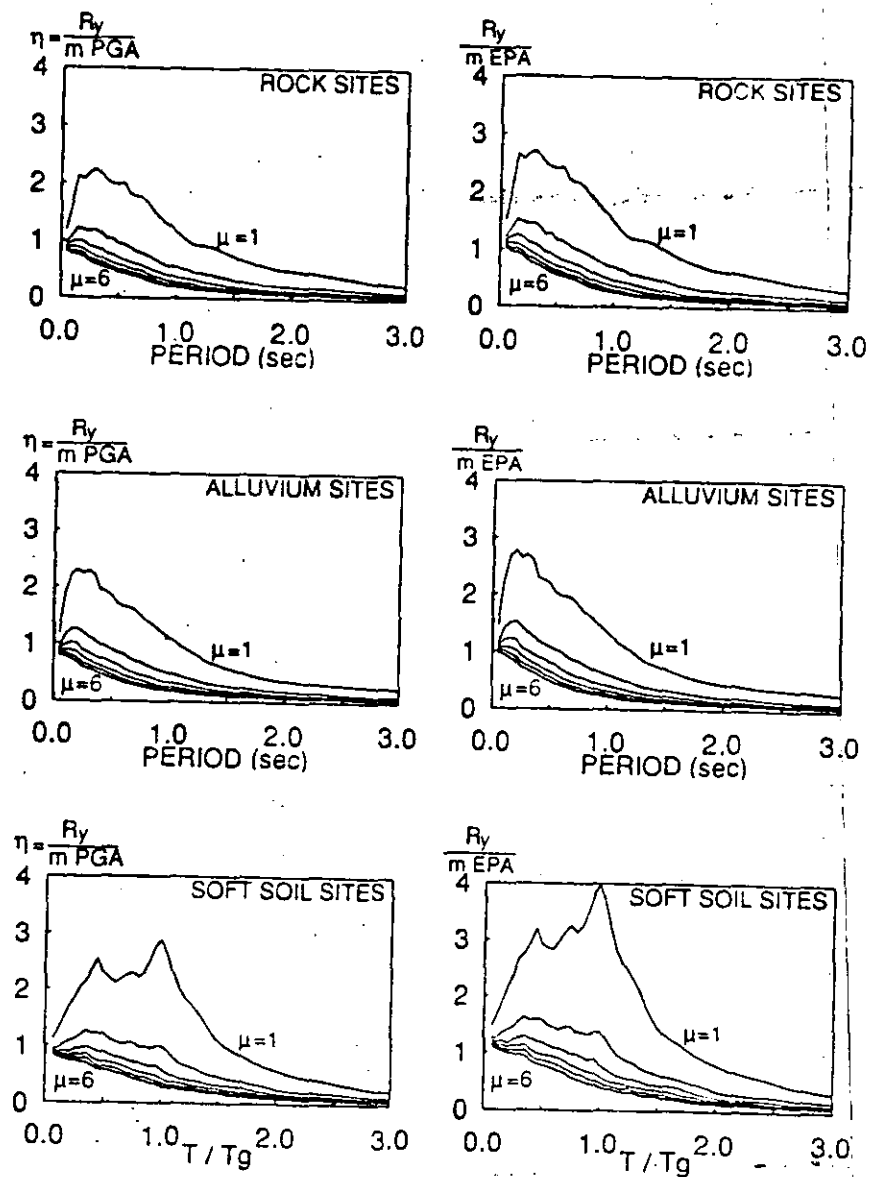 η = Ry / m PGA
4
ROCK SITES
3
2
μ=1
1
μ=6
0
0.0 1.0 2.0 3.0
PERIOD (sec)
Ry / m EPA
4
ROCK SITES
3
2
μ=1
1
μ=6
0
0.0 1.0 2.0 3.0
PERIOD (sec)
η = Ry / m PGA
4
ALLUVIUM SITES
3
2
μ=1
1
μ=6
0
0.0 1.0 2.0 3.0
PERIOD (sec)
Ry / m EPA
4
ALLUVIUM SITES
3
2
μ=1
1
μ=6
0
0.0 1.0 2.0 3.0
PERIOD (sec)
η = Ry / m PGA
4
SOFT SOIL SITES
3
2
μ=1
1
μ=6
0
0.0 1.0 2.0 3.0
T / Tg
Ry / m EPA
4
SOFT SOIL SITES
3
2
μ=1
1
μ=6
0
0.0 1.0 2.0 3.0
T / Tg